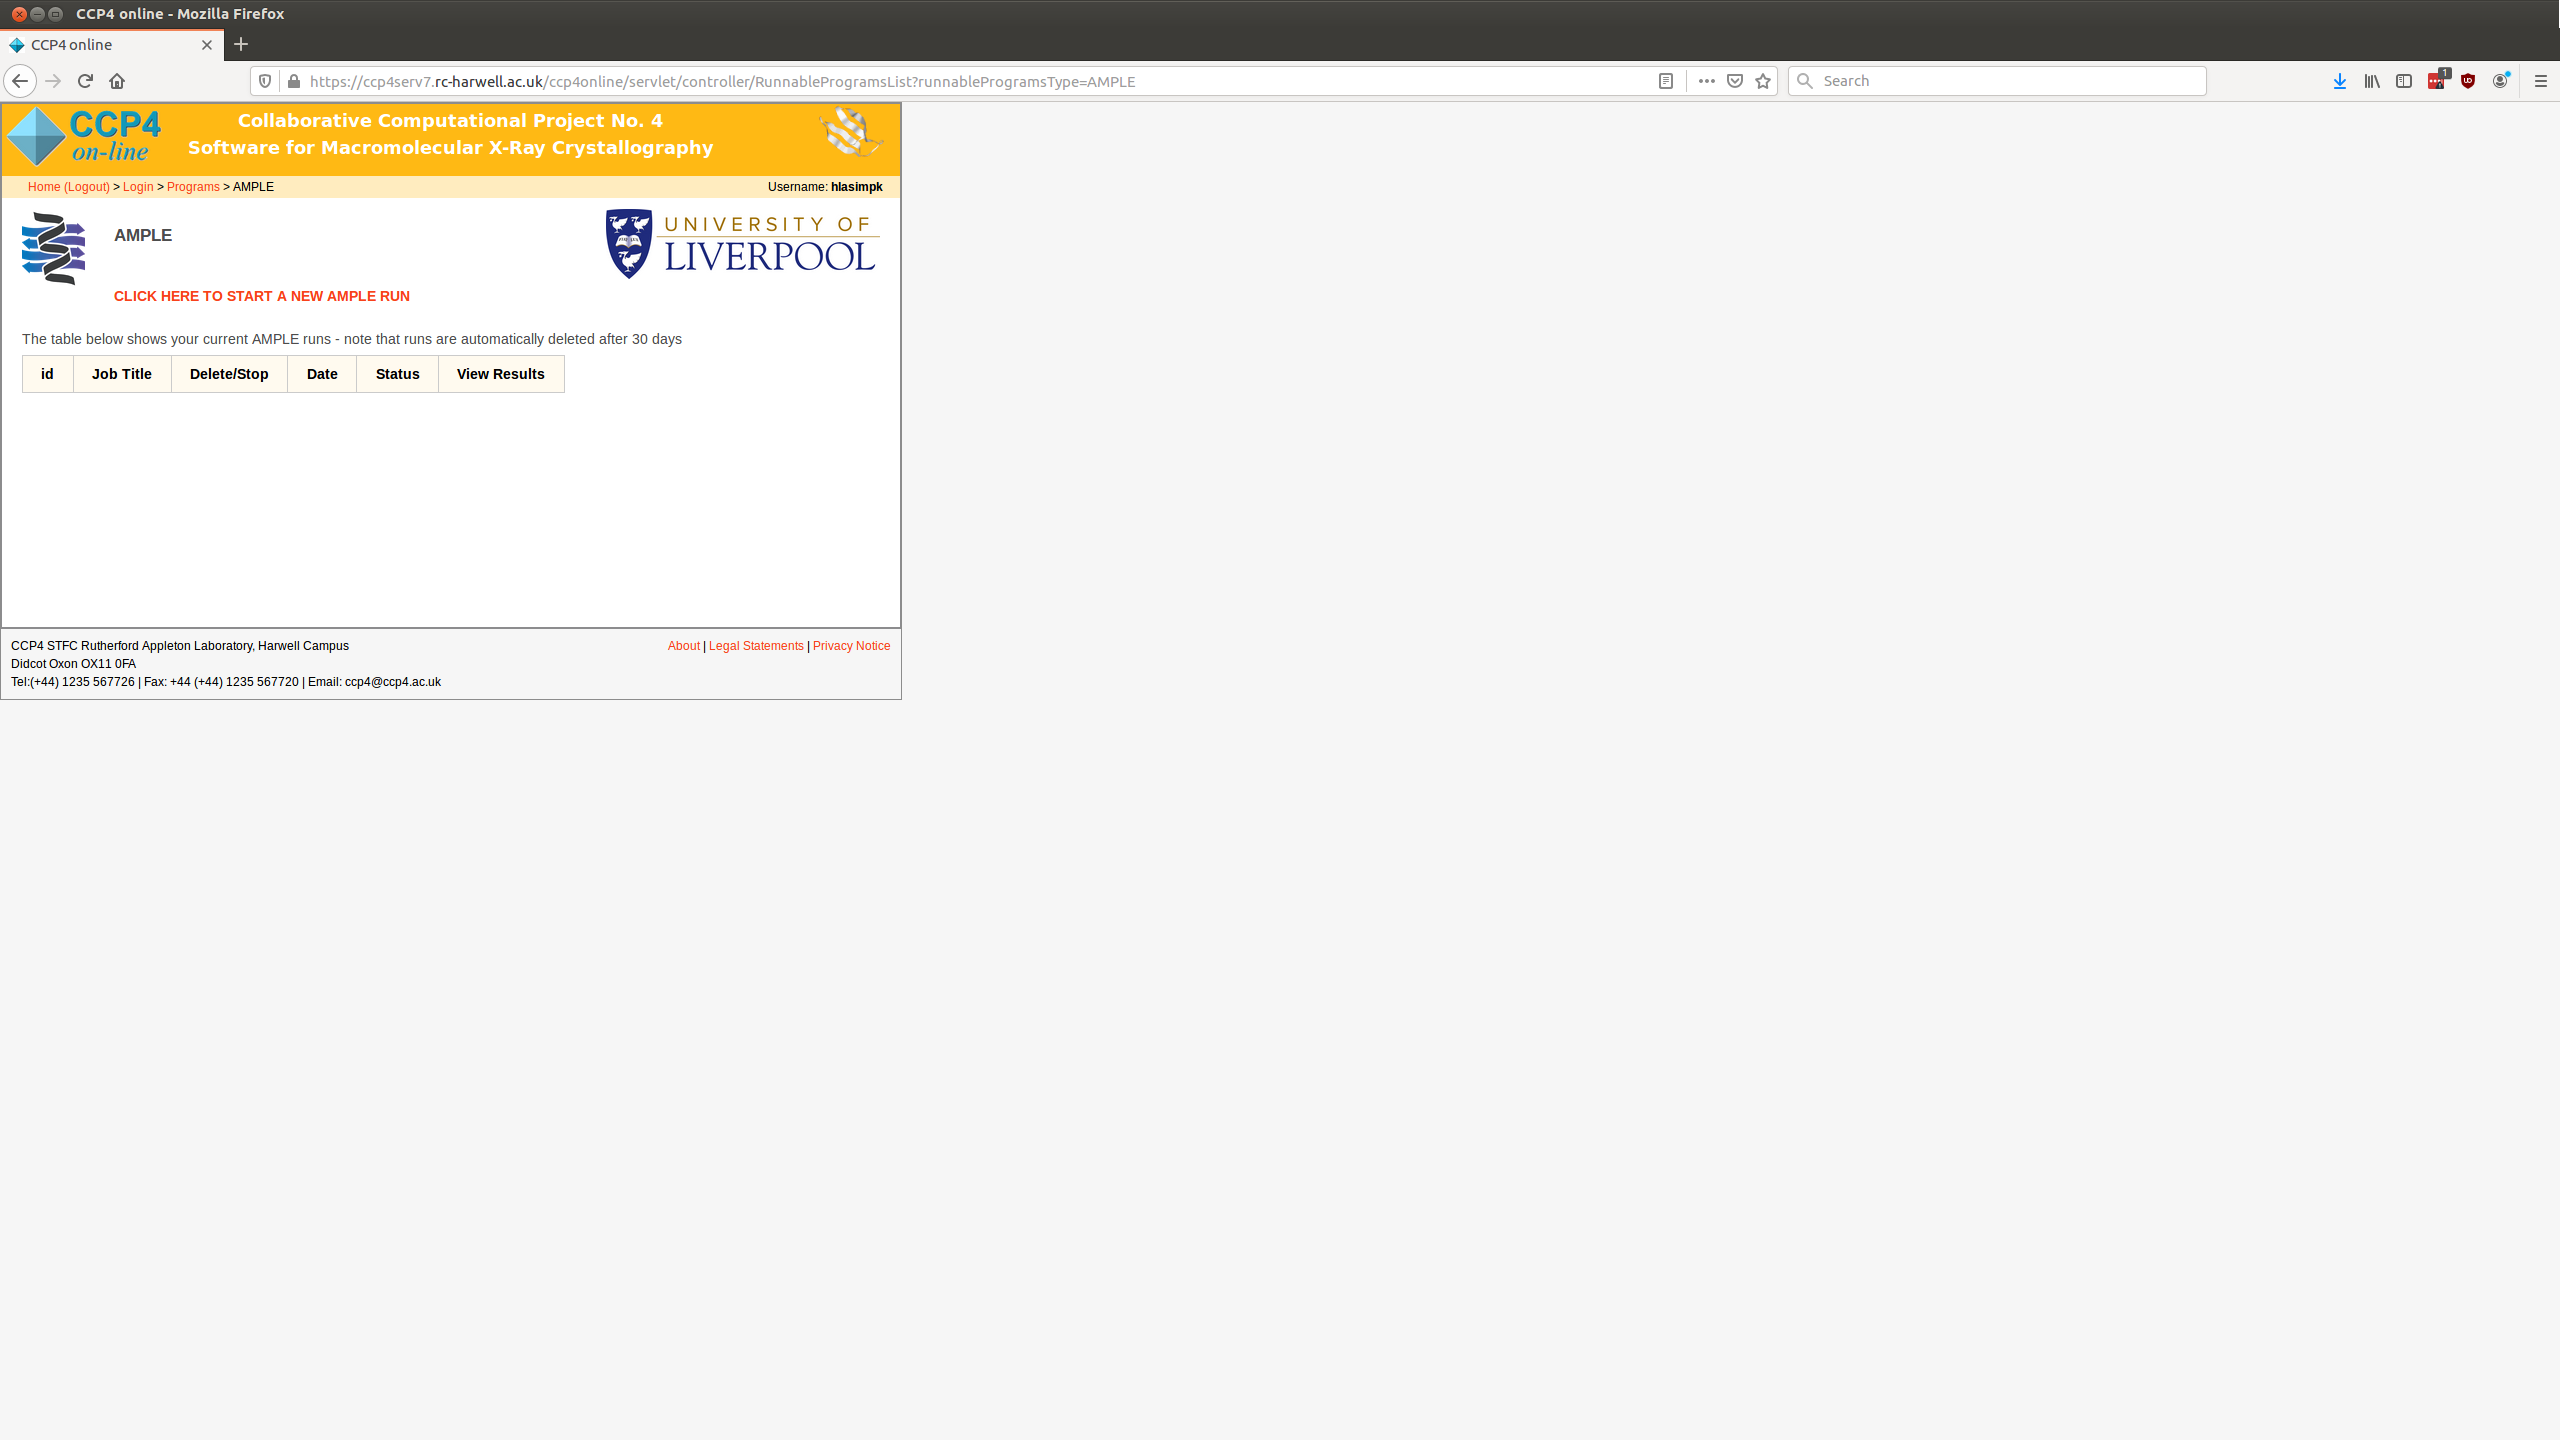 CCP4 online - Mozilla Firefox
CCP4 online
https://ccp4serv7.rc-harwell.ac.uk/ccp4online/servlet/controller/RunnableProgramsList?runnableProgramsType=AMPLE
Search
1
CCP4
on-line
Collaborative Computational Project No. 4
Software for Macromolecular X-Ray Crystallography
Home (Logout) > Login > Programs > AMPLE
Username: hlasimpk
AMPLE
UNIVERSITY OF
LIVERPOOL
CLICK HERE TO START A NEW AMPLE RUN
The table below shows your current AMPLE runs - note that runs are automatically deleted after 30 days
id Job Title Delete/Stop Date Status View Results
CCP4 STFC Rutherford Appleton Laboratory, Harwell Campus
About | Legal Statements | Privacy Notice
Didcot Oxon OX11 0FA
Tel:(+44) 1235 567726 | Fax: +44 (+44) 1235 567720 | Email: ccp4@ccp4.ac.uk